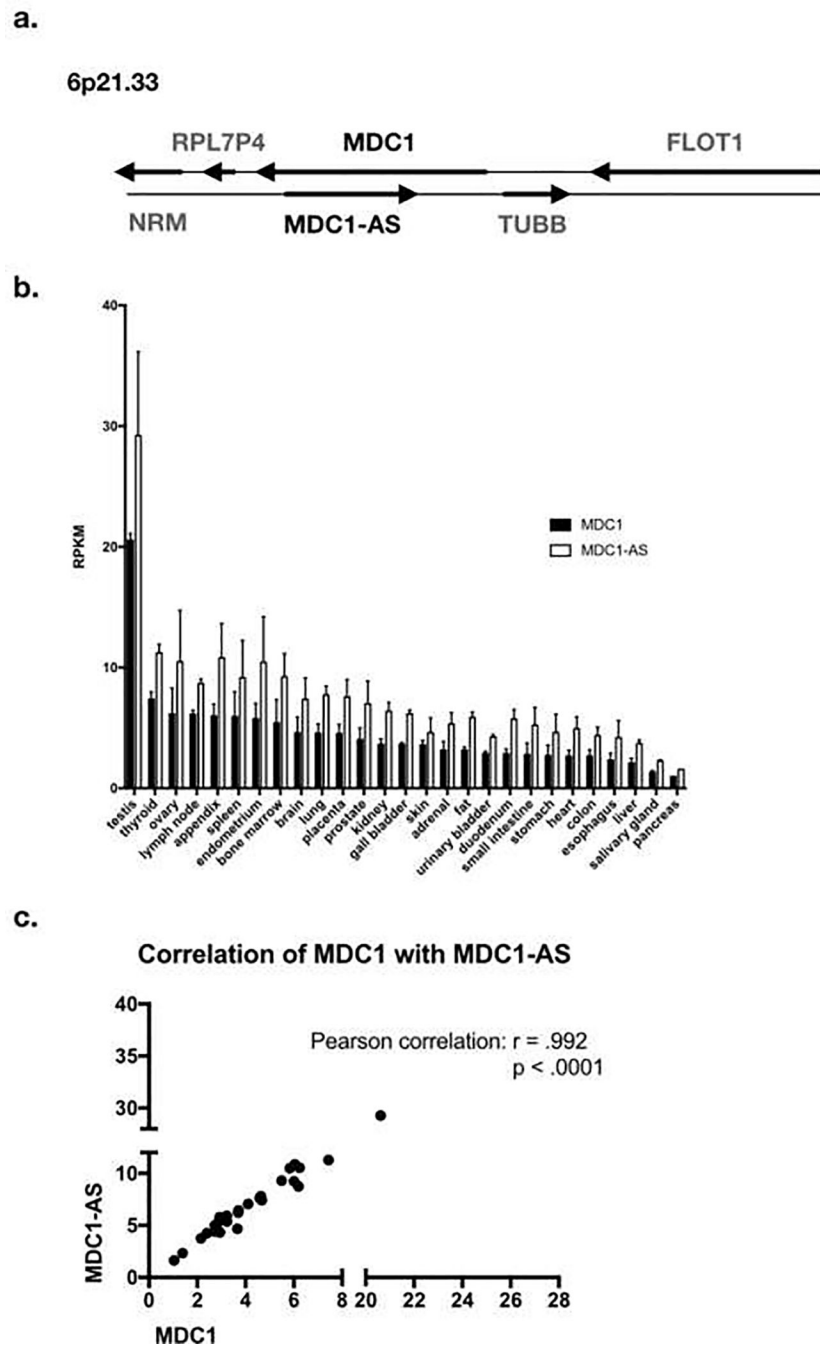 a.
6p21.33
RPL7P4 MDC1 FLOT1
NRM MDC1-AS TUBB
b.
40
30
20
10
0
RPKM
MDC1
MDC1-AS
testis
thyroid
ovary
lymph node
appendix
spleen
endometrium
bone marrow
brain
lung
placenta
prostate
kidney
gall bladder
skin
adrenal
fat
urinary bladder
duodenum
small intestine
stomach
heart
colon
esophagus
liver
salivary gland
pancreas
c.
Correlation of MDC1 with MDC1-AS
Pearson correlation: r = .992
p < .0001
40
35
30
10
5
0
MDC1-AS
0 2 4 6 8 20 22 24 26 28
MDC1